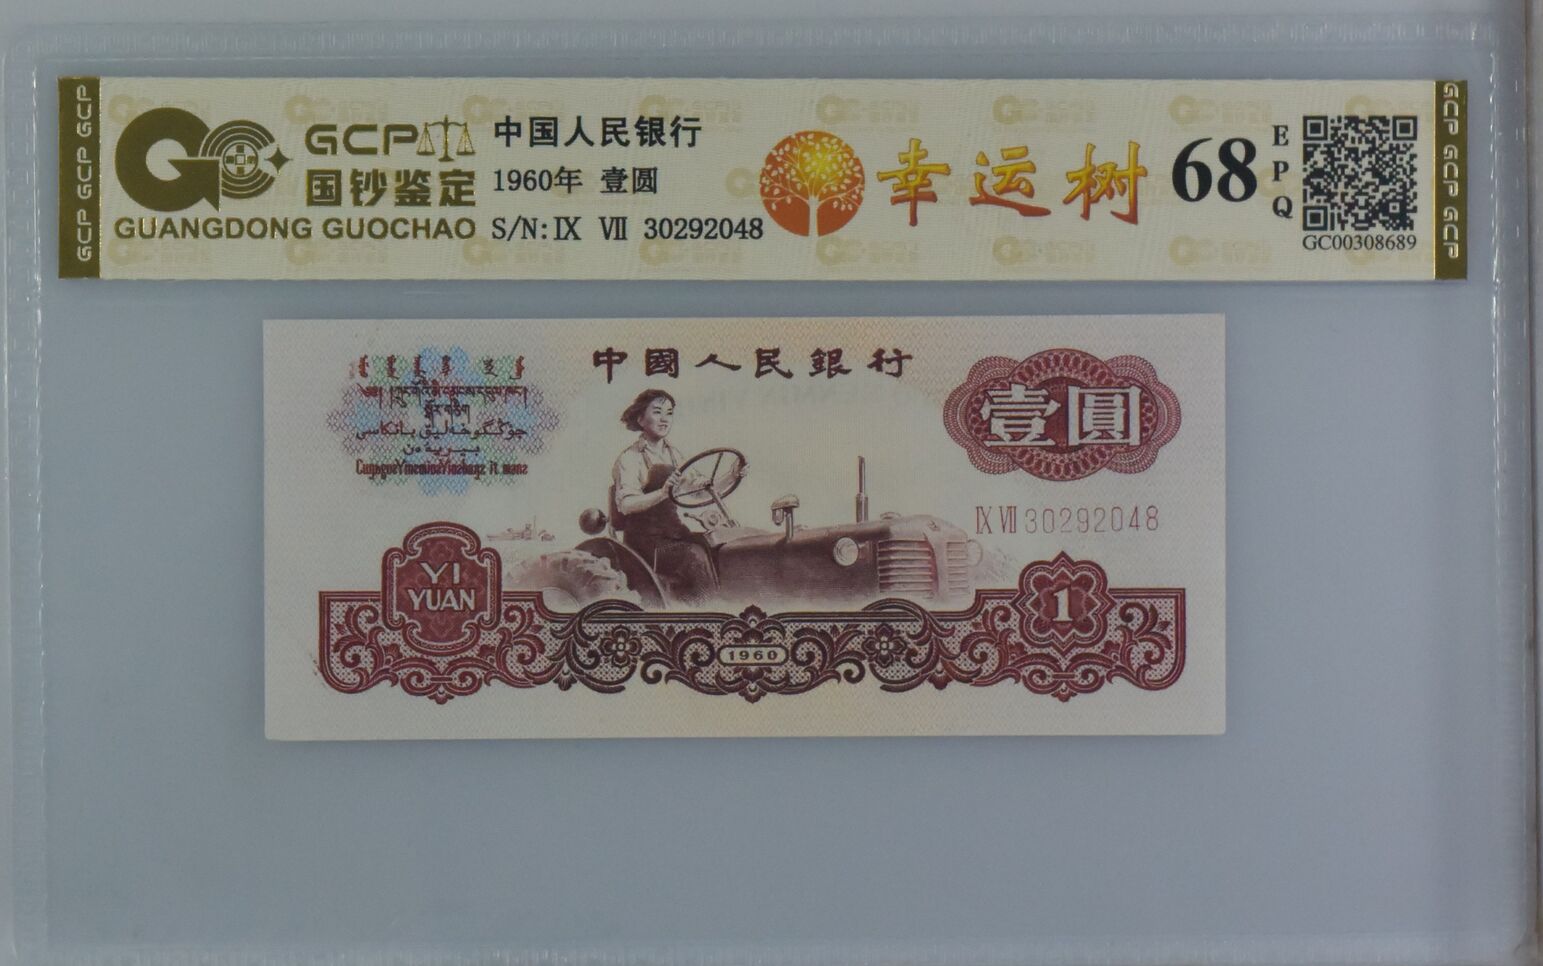 GCP GCP GCP
GCP
国钞鉴定
GUANGDONG GUOCHAO
中国人民银行
1960年 壹圆
S/N: IX VII 30292048
幸运树
68
EPQ
GC00308689
GCP GCP GCP
中國人民銀行
壹圓
IX VII 30292048
YI
YUAN
1960
1